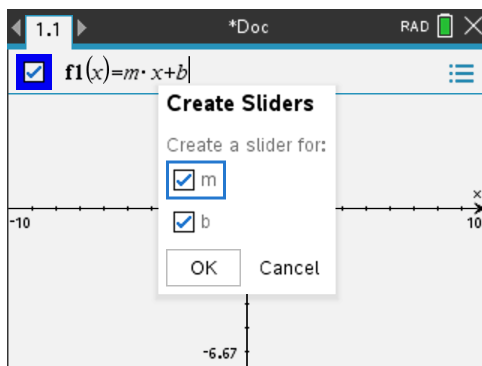 1.1 *Doc RAD
f1(x)=m·x+b
Create Sliders
Create a slider for:
m
x
-10 10
b
OK Cancel
-6.67